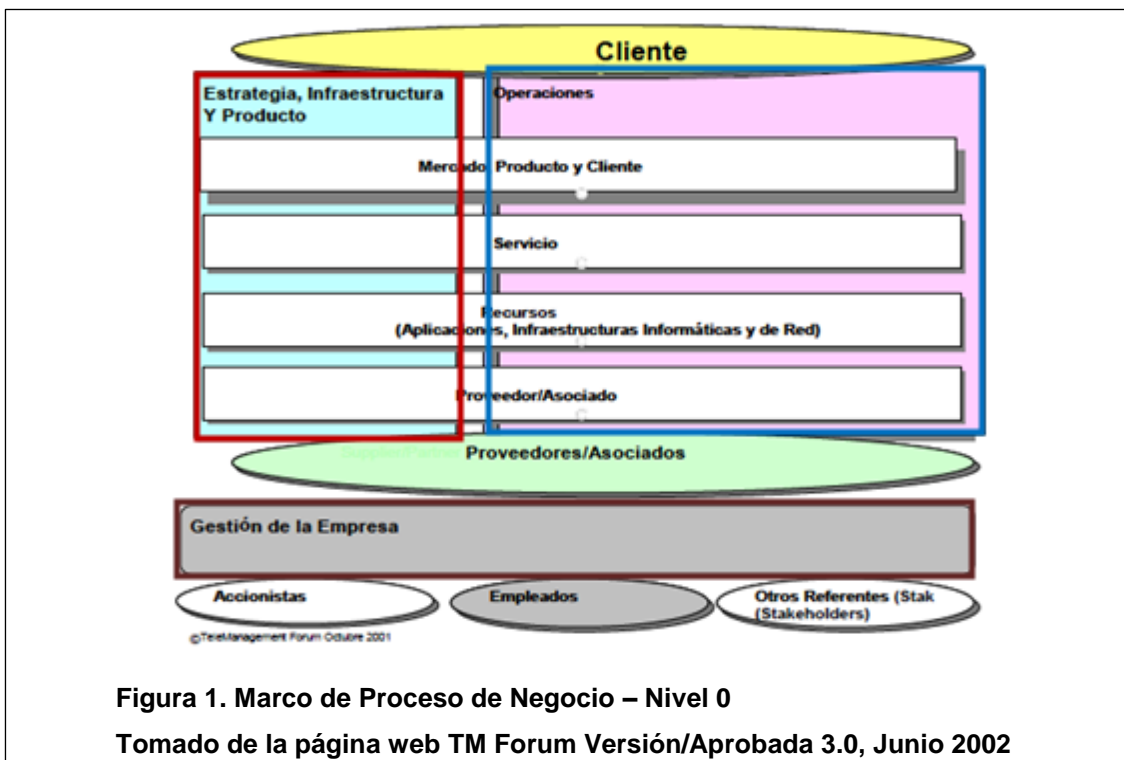 Cliente
Estrategia, Infraestructura
Y Producto
Operaciones
Mercado, Producto y Cliente
Servicio
Recursos
(Aplicaciones, Infraestructuras Informáticas y de Red)
Proveedor/Asociado
Supplier/Partner Proveedores/Asociados
Gestión de la Empresa
Accionistas
Empleados
Otros Referentes (Stak
(Stakeholders)
©TeleManagement Forum Octubre 2001
Figura 1. Marco de Proceso de Negocio – Nivel 0
Tomado de la página web TM Forum Versión/Aprobada 3.0, Junio 2002